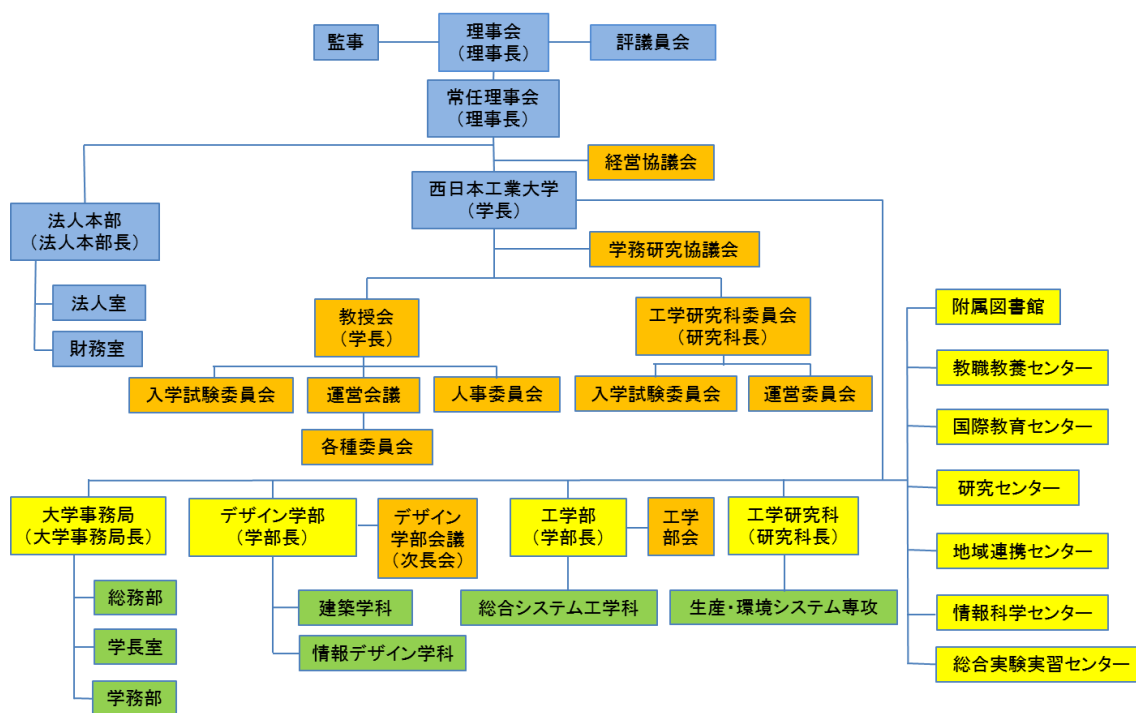 監事
理事会
（理事長）
評議員会
常任理事会
（理事長）
経営協議会
西日本工業大学
（学長）
法人本部
（法人本部長）
学務研究協議会
法人室
財務室
教授会
（学長）
工学研究科委員会
（研究科長）
入学試験委員会
運営会議
人事委員会
入学試験委員会
運営委員会
各種委員会
附属図書館
教職教養センター
国際教育センター
研究センター
地域連携センター
情報科学センター
総合実験実習センター
大学事務局
（大学事務局長）
デザイン学部
（学部長）
デザイン
学部会議
（次長会）
工学部
（学部長）
工学
部会
工学研究科
（研究科長）
総務部
学長室
学務部
建築学科
情報デザイン学科
総合システム工学科
生産・環境システム専攻